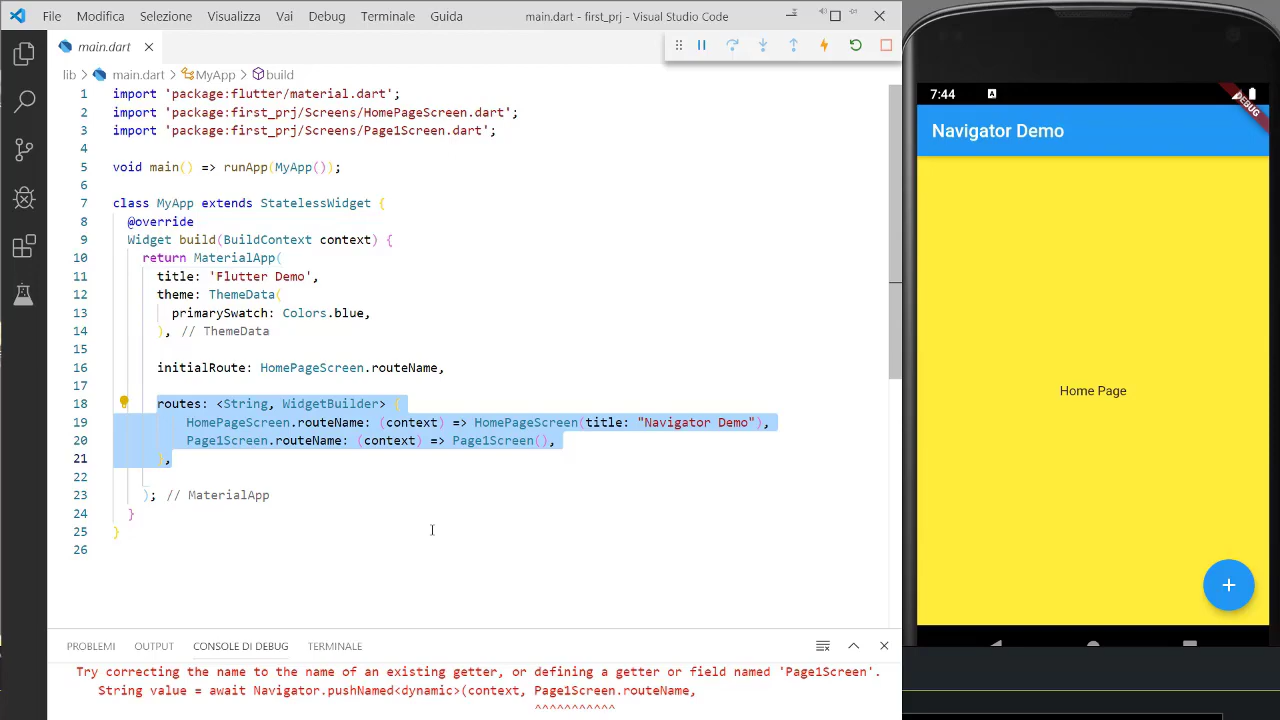 File Modifica Selezione Visualizza Vai Debug Terminale Guida main.dart - first_prj - Visual Studio Code
main.dart
lib > main.dart > MyApp > build
1 import 'package:flutter/material.dart';
2 import 'package:first_prj/Screens/HomePageScreen.dart';
3 import 'package:first_prj/Screens/Page1Screen.dart';
4
5 void main() => runApp(MyApp());
6
7 class MyApp extends StatelessWidget {
8 @override
9 Widget build(BuildContext context) {
10 return MaterialApp(
11 title: 'Flutter Demo',
12 theme: ThemeData(
13 primarySwatch: Colors.blue,
14 ), // ThemeData
15
16 initialRoute: HomePageScreen.routeName,
17
18 routes: <String, WidgetBuilder> {
19 HomePageScreen.routeName: (context) => HomePageScreen(title: "Navigator Demo"),
20 Page1Screen.routeName: (context) => Page1Screen(),
21 },
22
23 ); // MaterialApp
24 }
25 }
26
PROBLEMI OUTPUT CONSOLE DI DEBUG TERMINALE
Try correcting the name to the name of an existing getter, or defining a getter or field named 'Page1Screen'.
String value = await Navigator.pushNamed<dynamic>(context, Page1Screen.routeName,
^^^^^^^^^^^
7:44 A
DEBUG
Navigator Demo
Home Page
+